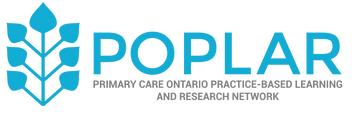 POPLAR
PRIMARY CARE ONTARIO PRACTICE-BASED LEARNING
AND RESEARCH NETWORK